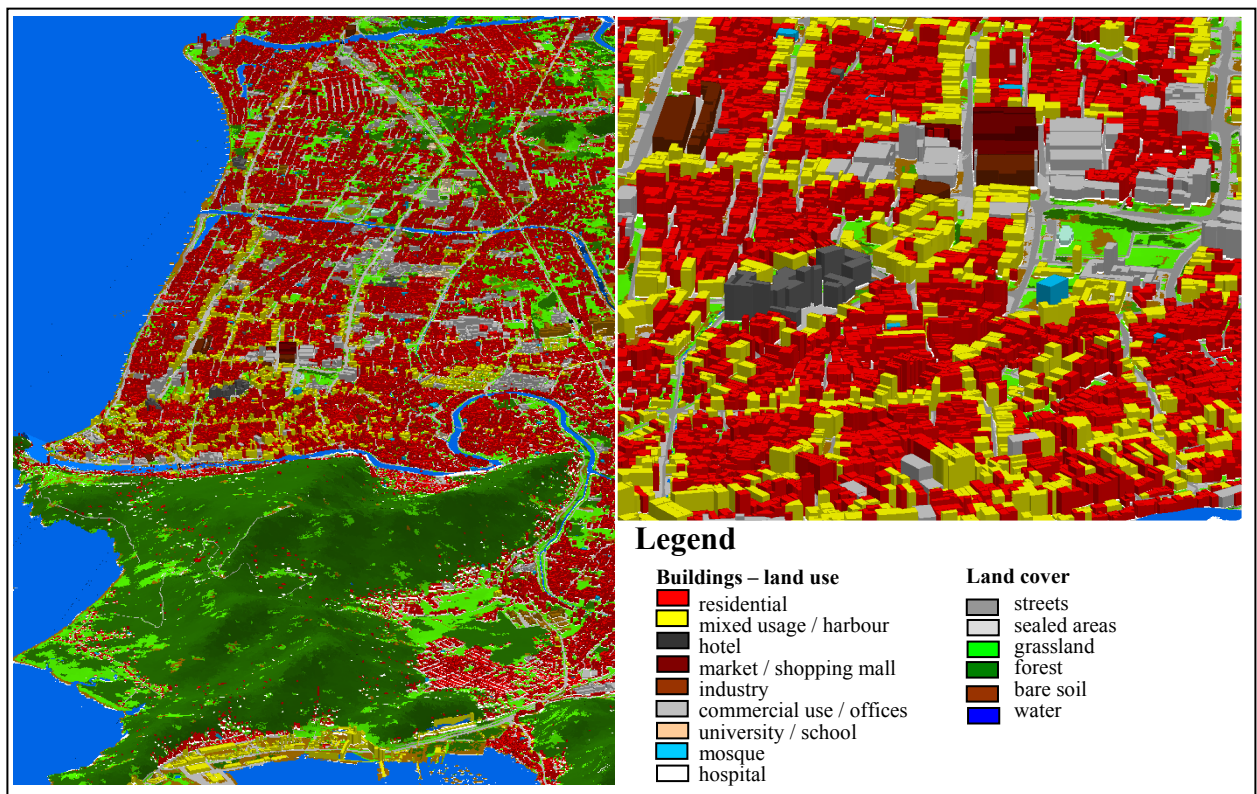 Legend
Buildings – land use
residential
mixed usage / harbour
hotel
market / shopping mall
industry
commercial use / offices
university / school
mosque
hospital
Land cover
streets
sealed areas
grassland
forest
bare soil
water